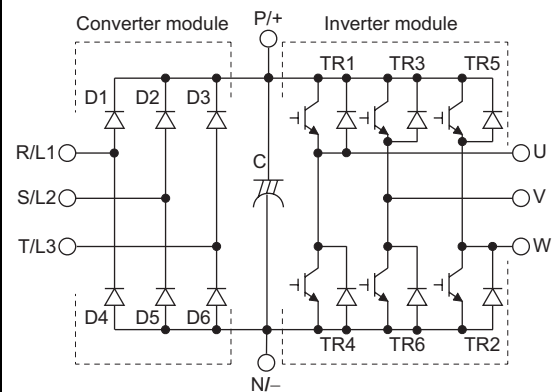 Converter module
P/+
Inverter module
TR1
TR3
TR5
D1
D2
D3
R/L1
U
C
S/L2
V
T/L3
W
D4
D5
D6
TR4
TR6
TR2
N/−